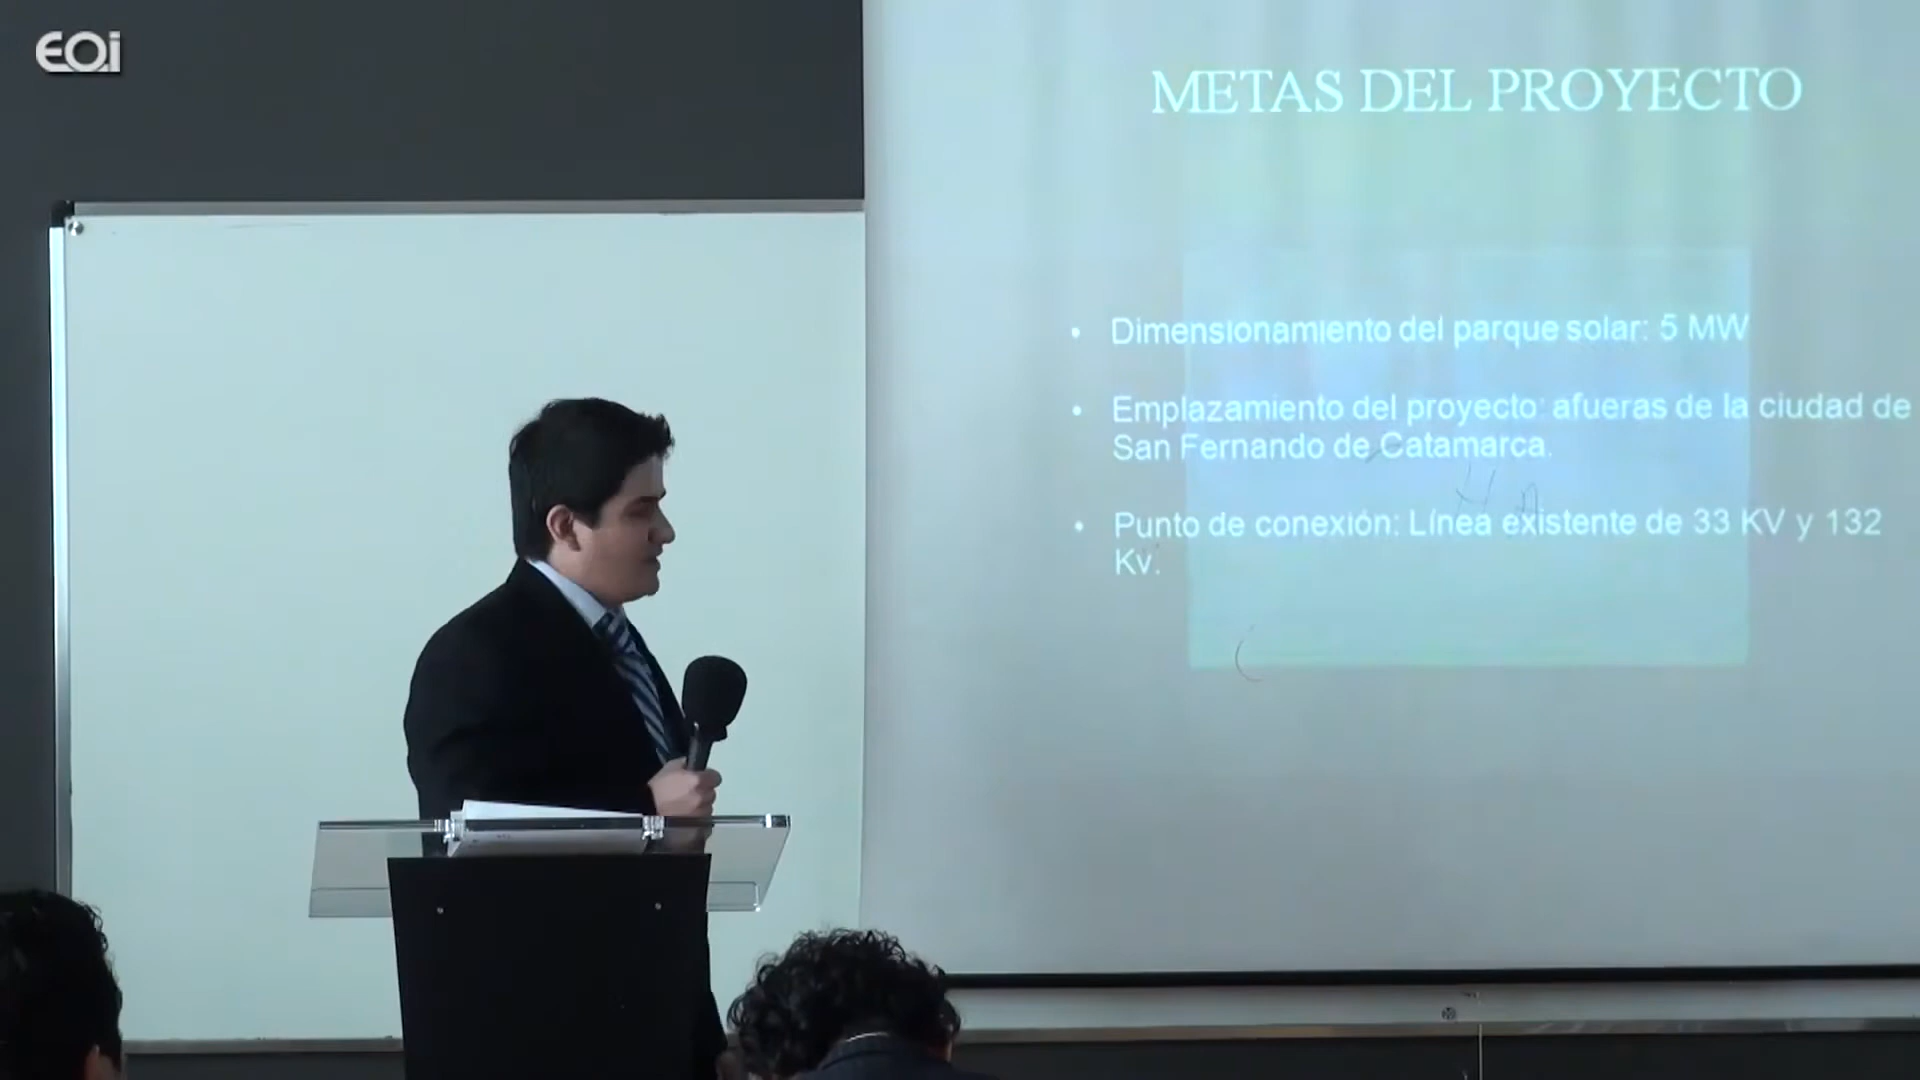 EOi
METAS DEL PROYECTO
• Dimensionamiento del parque solar: 5 MW
• Emplazamiento del proyecto: afueras de la ciudad de
San Fernando de Catamarca.
• Punto de conexión: Línea existente de 33 KV y 132
Kv.